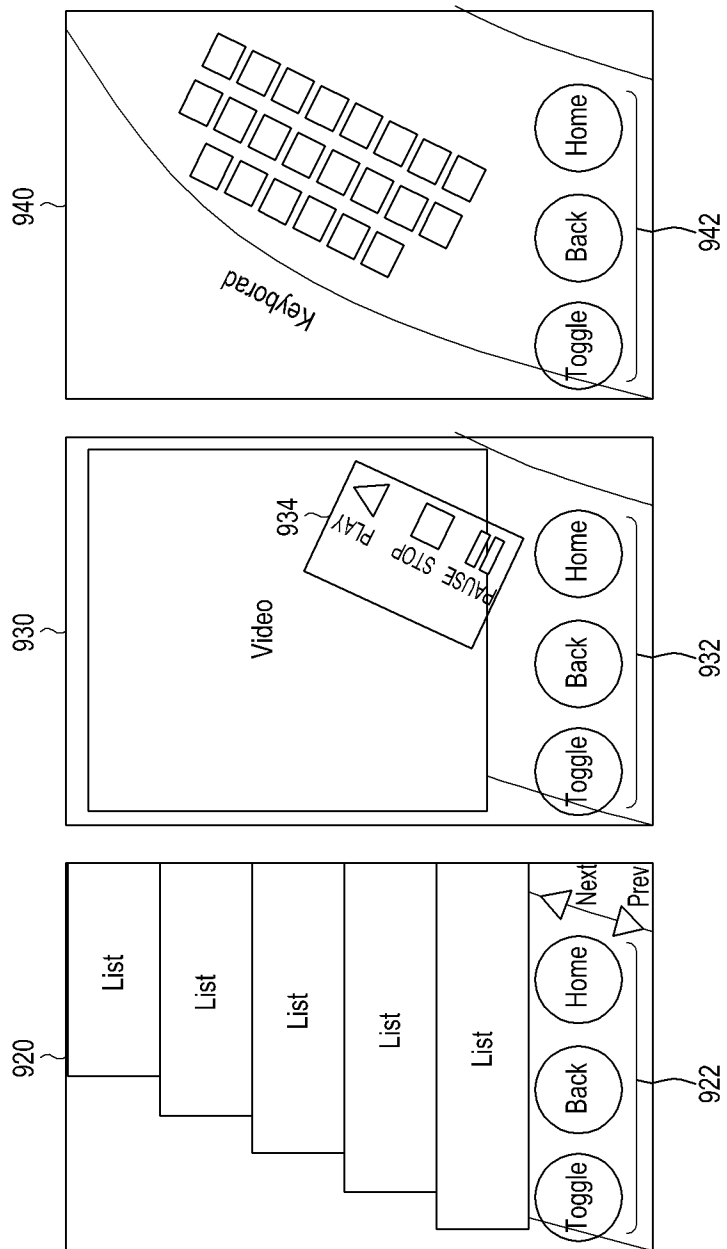 920
List
List
List
List
List
Next
Prev
Toggle
Back
Home
922
930
Video
934
PLAY
STOP
PAUSE
Toggle
Back
Home
932
940
Keyborad
Toggle
Back
Home
942